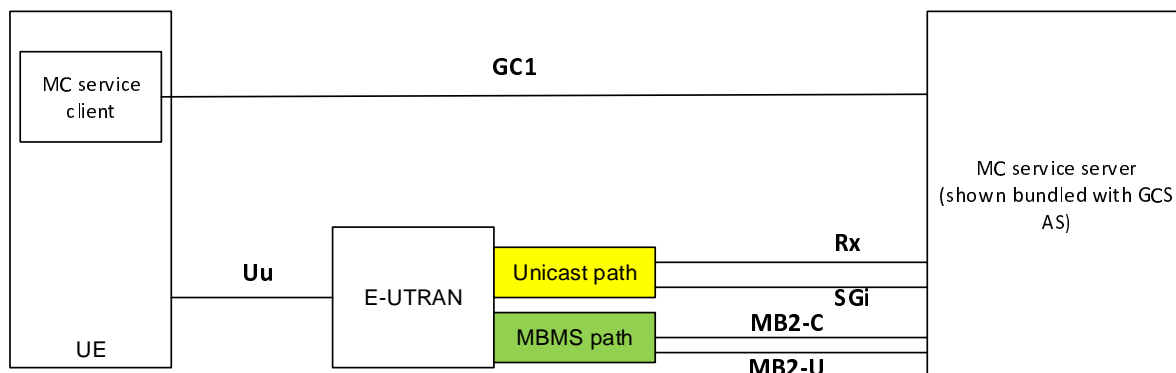 GC1
MC service
client
MC service server
(shown bundled with GCS
AS)
Rx
Uu
Unicast path
E-UTRAN
SGi
MB2-C
MBMS path
UE
MB2-U